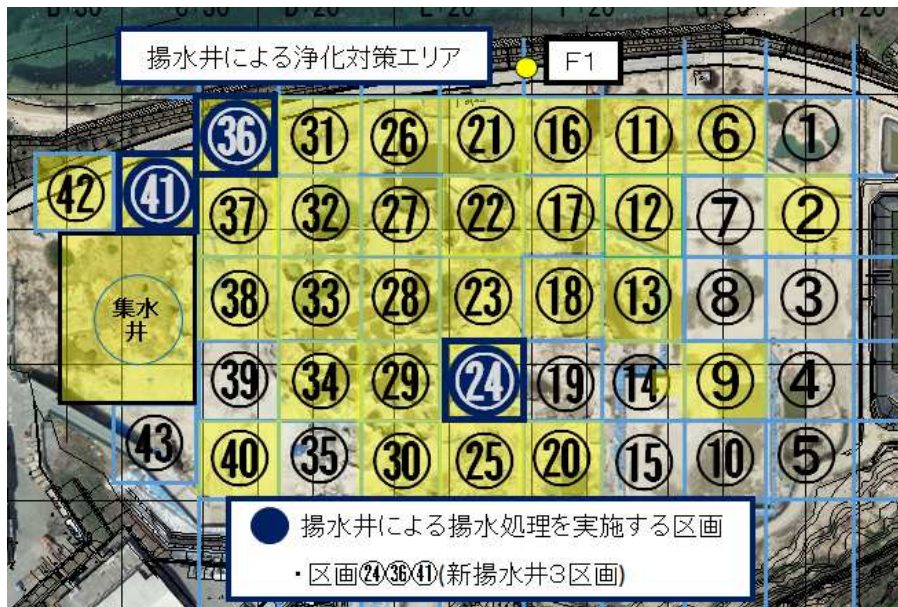 揚水井による浄化対策エリア
F1
㊱ ㉛ ㉖ ㉑ ⑯ ⑪ ⑥ ①
㊷ ㊶ ㊲ ㉜ ㉗ ㉒ ⑰ ⑫ ⑦ ②
集水
井
㊳ ㉝ ㉘ ㉓ ⑱ ⑬ ⑧ ③
㊴ ㉞ ㉙ ㉔ ⑲ ⑭ ⑨ ④
㊸ ㊵ ㉟ ㉚ ㉕ ⑳ ⑮ ⑩ ⑤
● 揚水井による揚水処理を実施する区画
・区画㉔㊱㊶(新揚水井3区画)